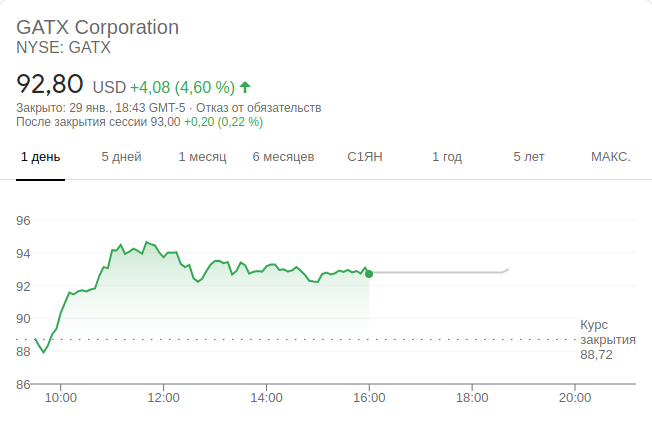 GATX Corporation
NYSE: GATX
92,80 USD +4,08 (4,60 %)
Закрыто: 29 янв., 18:43 GMT-5 · Отказ от обязательств
После закрытия сессии 93,00 +0,20 (0,22 %)
1 день 5 дней 1 месяц 6 месяцев С1ЯН 1 год 5 лет МАКС.
96
94
92
90
88
86
Курс
закрытия
88,72
10:00 12:00 14:00 16:00 18:00 20:00